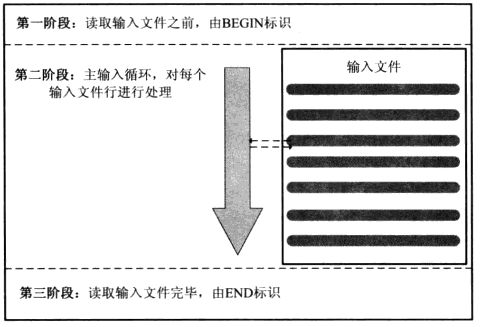 第一阶段：读取输入文件之前，由BEGIN标识
第二阶段：主输入循环，对每个
输入文件行进行处理
输入文件
第三阶段：读取输入文件完毕，由END标识